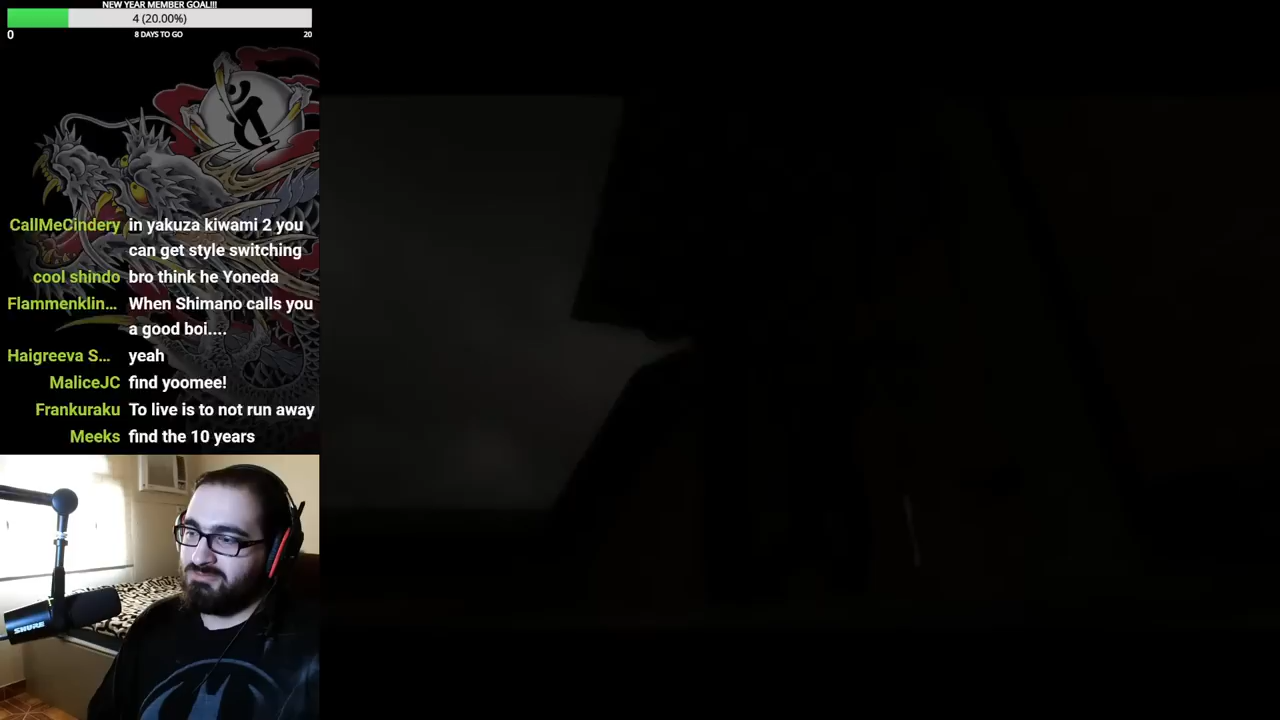 NEW YEAR MEMBER GOAL!!!
4 (20.00%)
0 8 DAYS TO GO 20
CallMeCindery in yakuza kiwami 2 you
can get style switching
cool shindo bro think he Yoneda
Flammenklin... When Shimano calls you
a good boi....
Haigreeva S... yeah
MaliceJC find yoomee!
Frankuraku To live is to not run away
Meeks find the 10 years
SHURE